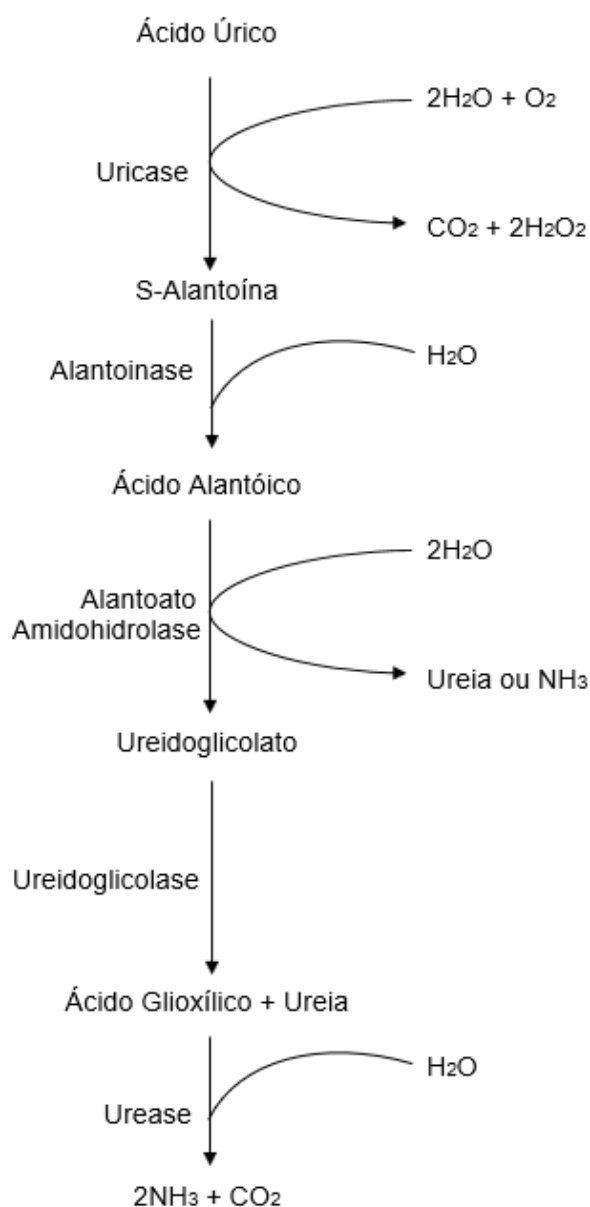 Ácido Úrico
2H2O + O2
Uricase
CO2 + 2H2O2
S-Alantoína
H2O
Alantoinase
Ácido Alantóico
2H2O
Alantoato
Amidohidrolase
Ureia ou NH3
Ureidoglicolato
Ureidoglicolase
Ácido Glioxílico + Ureia
H2O
Urease
2NH3 + CO2